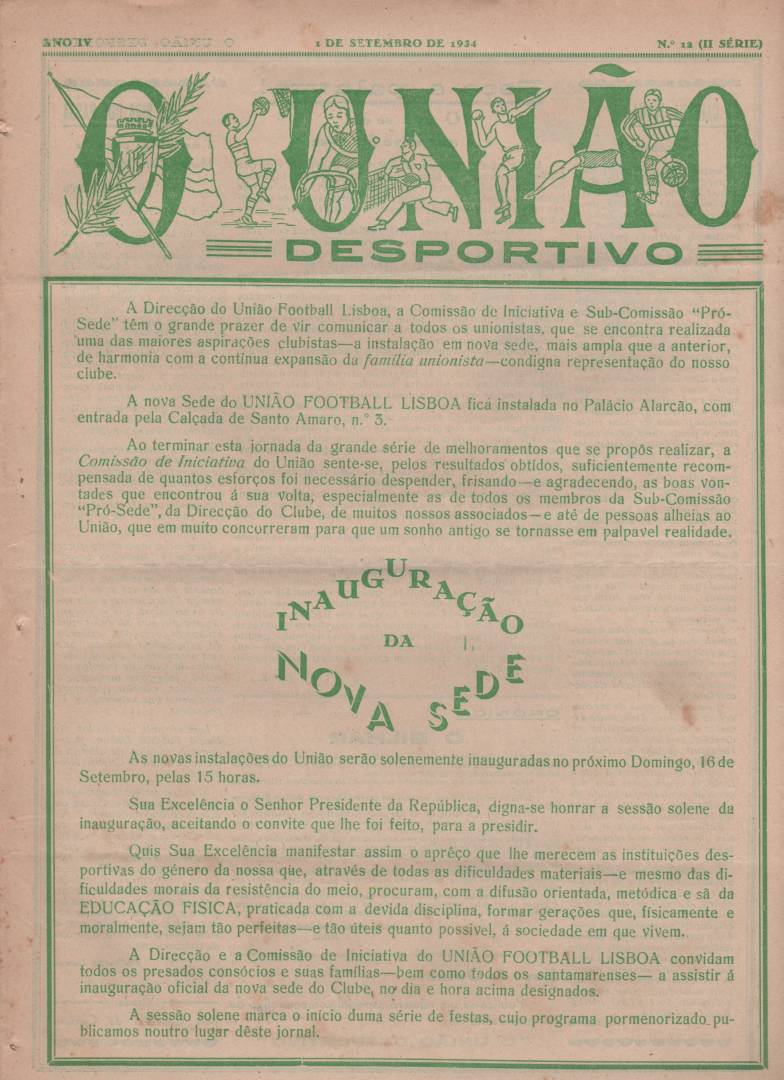 ANO IV
1 DE SETEMBRO DE 1934
N.º 12 (II SÉRIE)
O UNIÃO
DESPORTIVO
A Direcção do União Football Lisboa, a Comissão de Iniciativa e Sub-Comissão “Pró-
Sede” têm o grande prazer de vir comunicar a todos os unionistas, que se encontra realizada
uma das maiores aspirações clubistas—a instalação em nova sede, mais ampla que a anterior,
de harmonia com a contínua expansão da família unionista—condigna representação do nosso
clube.
A nova Sede do UNIÃO FOOTBALL LISBOA fica instalada no Palácio Alarcão, com
entrada pela Calçada de Santo Amaro, n.º 3.
Ao terminar esta jornada da grande série de melhoramentos que se propôs realizar, a
Comissão de Iniciativa do União sente-se, pelos resultados obtidos, suficientemente recom-
pensada de quantos esforços foi necessário despender, frisando—e agradecendo, as boas von-
tades que encontrou á sua volta, especialmente as de todos os membros da Sub-Comissão
“Pró-Sede”, da Direcção do Clube, de muitos nossos associados—e até de pessoas alheias ao
União, que em muito concorreram para que um sonho antigo se tornasse em palpavel realidade.
INAUGURAÇÃO
DA
NOVA SEDE
As novas instalações do União serão solenemente inauguradas no próximo Domingo, 16 de
Setembro, pelas 15 horas.
Sua Excelência o Senhor Presidente da República, digna-se honrar a sessão solene da
inauguração, aceitando o convite que lhe foi feito, para a presidir.
Quis Sua Excelência manifestar assim o aprêço que lhe merecem as instituições des-
portivas do género da nossa que, através de todas as dificuldades materiais—e mesmo das di-
ficuldades morais da resistência do meio, procuram, com a difusão orientada, metódica e sã da
EDUCAÇÃO FISICA, praticada com a devida disciplina, formar gerações que, físicamente e
moralmente, sejam tão perfeitas—e tão úteis quanto possivel, á sociedade em que vivem.
A Direcção e a Comissão de Iniciativa do UNIÃO FOOTBALL LISBOA convidam
todos os presados consócios e suas famílias—bem como todos os santamarenses— a assistir á
inauguração oficial da nova sede do Clube, no dia e hora acima designados.
A sessão solene marca o início duma série de festas, cujo programa pormenorizado pu-
blicamos noutro lugar dêste jornal.